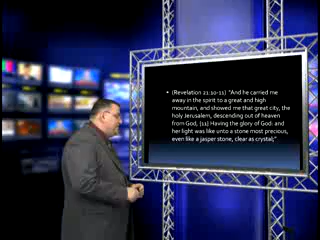 • (Revelation 21:10-11) "And he carried me
away in the spirit to a great and high
mountain, and showed me that great city, the
holy Jerusalem, descending out of heaven
from God, {11} Having the glory of God: and
her light was like unto a stone most precious,
even like a jasper stone, clear as crystal;"